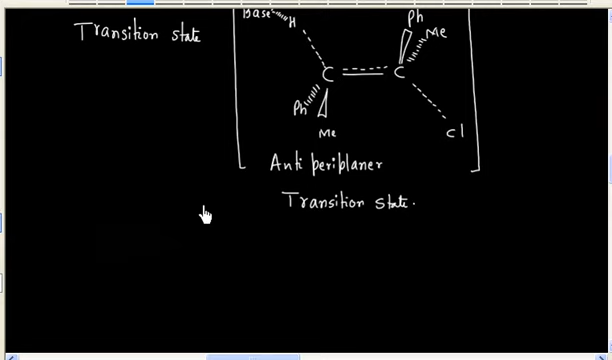 Base H
Ph
Transition state
Me
C C
Ph
Me
Cl
Anti periplaner
Transition state.